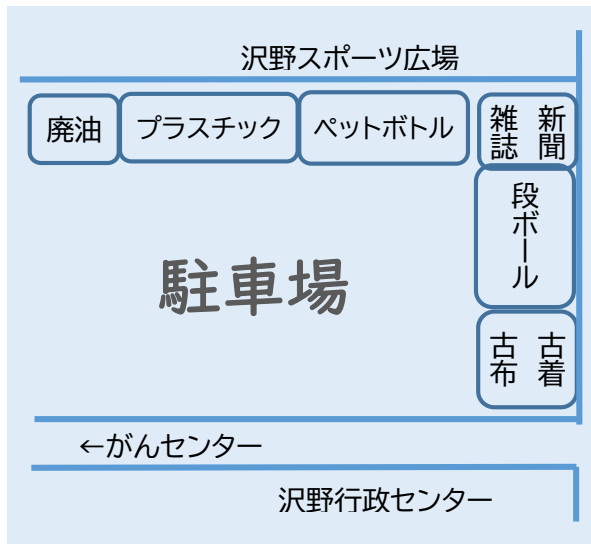 沢野スポーツ広場
廃油
プラスチック
ペットボトル
新聞
雑誌
段ボール
古着
古布
駐車場
←がんセンター
沢野行政センター